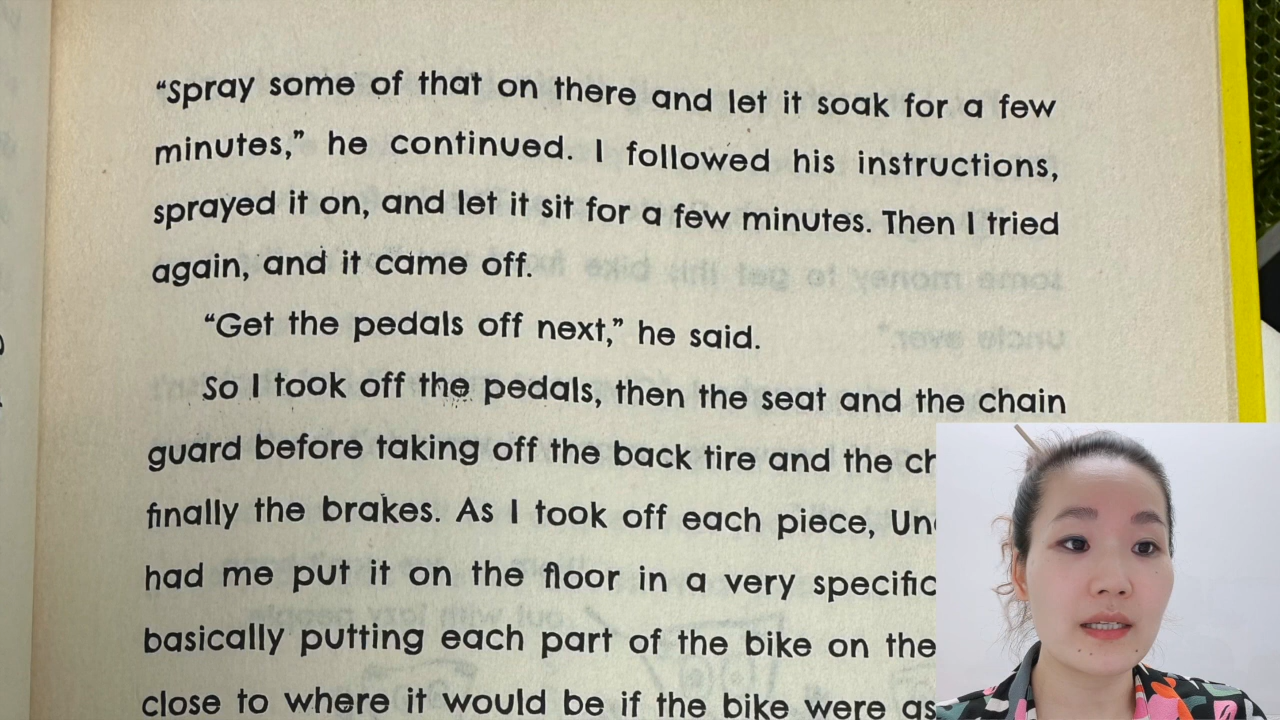 “Spray some of that on there and let it soak for a few
minutes,” he continued. I followed his instructions,
sprayed it on, and let it sit for a few minutes. Then I tried
again, and it came off.
“Get the pedals off next,” he said.
So I took off the pedals, then the seat and the chain
guard before taking off the back tire and the
finally the brakes. As I took off each piece,
had me put it on the floor in a very specific
basically putting each part of the bike on the
close to where it would be if the bike were